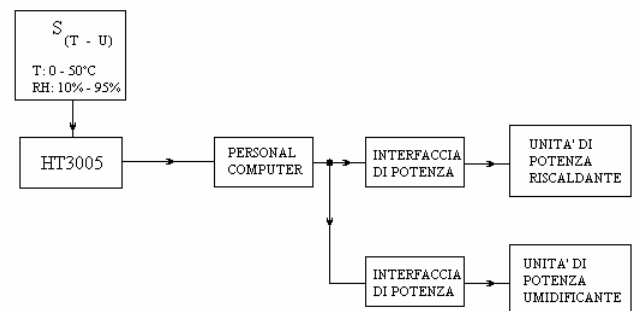 S
(T - U)
T: 0 - 50°C
RH: 10% - 95%
HT3005
PERSONAL
COMPUTER
INTERFACCIA
DI POTENZA
UNITA' DI
POTENZA
RISCALDANTE
INTERFACCIA
DI POTENZA
UNITA' DI
POTENZA
UMIDIFICANTE